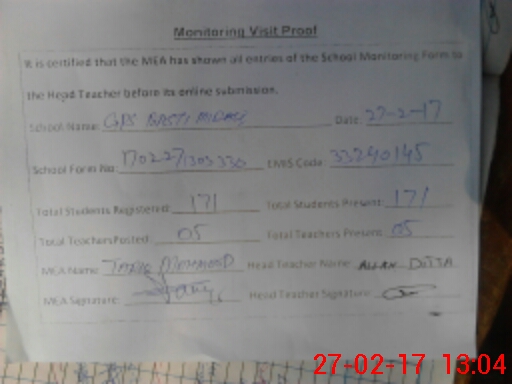 Monitoring Visit Proof
It is certified that the MEA has shown all entries of the School Monitoring Form to
the Head Teacher before its online submission.
School Name: GPS BASTI Date: 27-2-17
School Form No: 1702271303330 EMIS Code: 33240145
Total Students Registered: 171 Total Students Present: 171
Total Teachers Posted: 05 Total Teachers Present: 05
MEA Name: TARIQ MEHMOOD Head Teacher Name: ALLAH DITTA
MEA Signature: Head Teacher Signature:
27-02-17 13:04